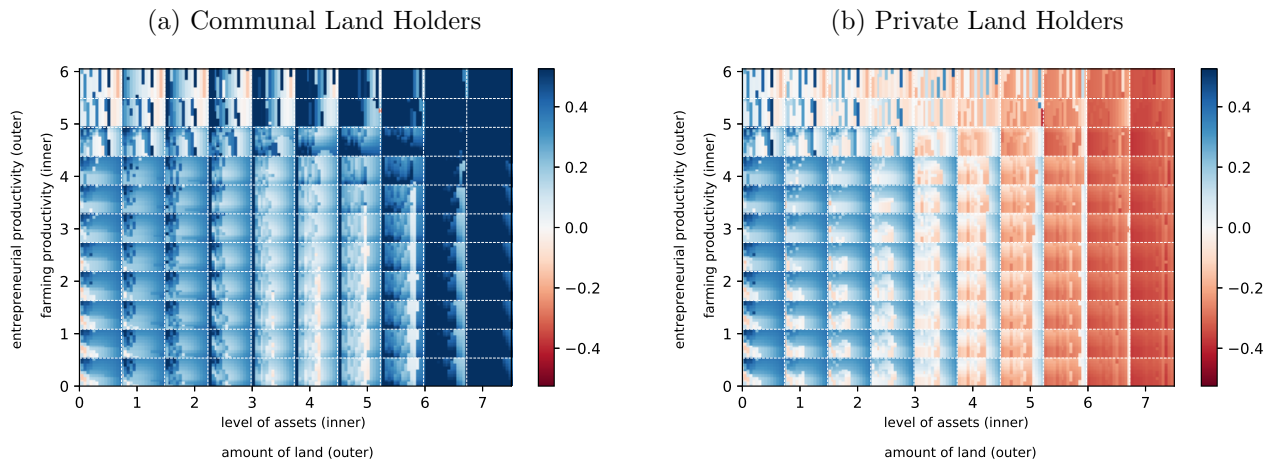 (a) Communal Land Holders
entrepreneurial productivity (outer)
farming productivity (inner)
6
5
4
3
2
1
0
0 1 2 3 4 5 6 7
level of assets (inner)
amount of land (outer)
0.4
0.2
0.0
−0.2
−0.4
(b) Private Land Holders
entrepreneurial productivity (outer)
farming productivity (inner)
6
5
4
3
2
1
0
0 1 2 3 4 5 6 7
level of assets (inner)
amount of land (outer)
0.4
0.2
0.0
−0.2
−0.4